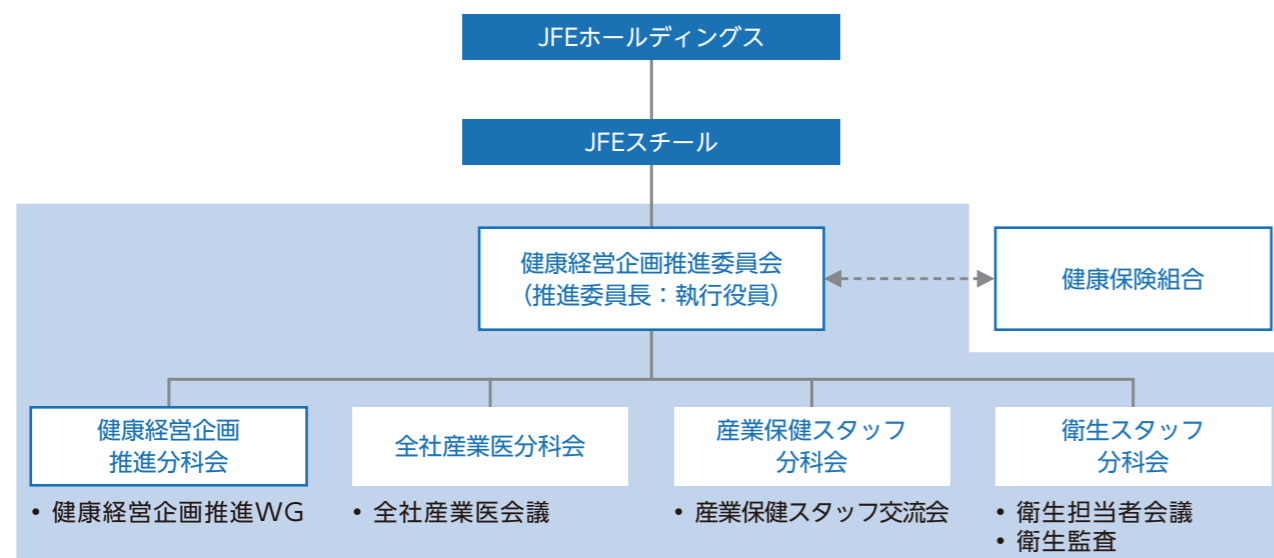 JFEホールディングス
JFEスチール
健康経営企画推進委員会
（推進委員長：執行役員）
健康保険組合
健康経営企画
推進分科会
全社産業医分科会
産業保健スタッフ
分科会
衛生スタッフ
分科会
• 健康経営企画推進WG
• 全社産業医会議
• 産業保健スタッフ交流会
• 衛生担当者会議
• 衛生監査